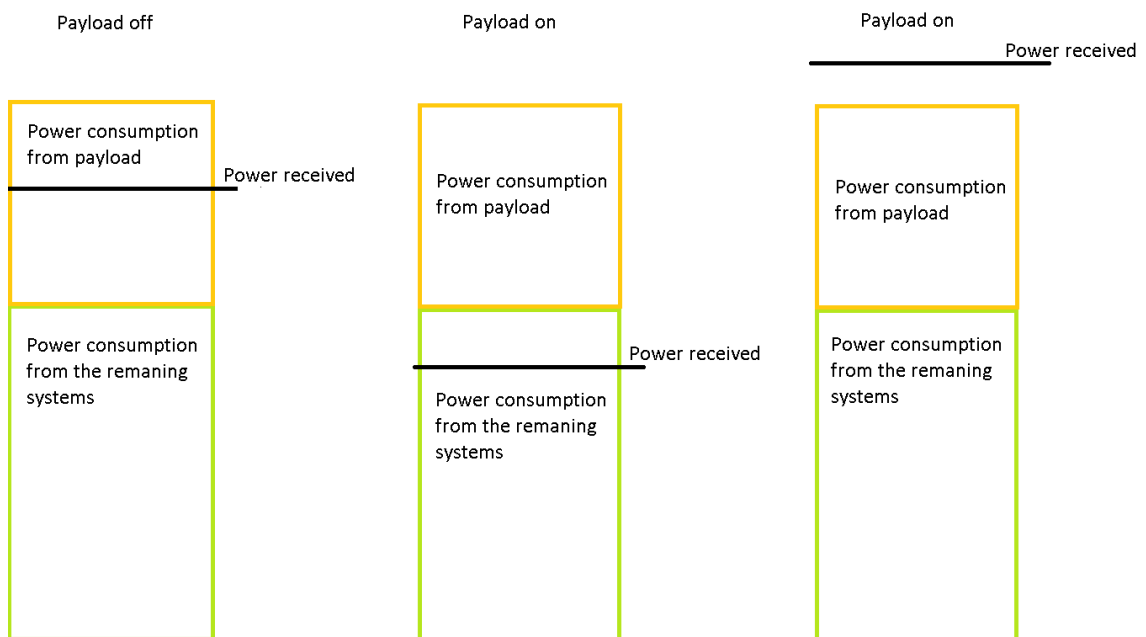 Payload off
Power consumption
from payload
Power received
Power consumption
from the remaning
systems
Payload on
Power consumption
from payload
Power received
Power consumption
from the remaning
systems
Payload on
Power received
Power consumption
from payload
Power consumption
from the remaning
systems